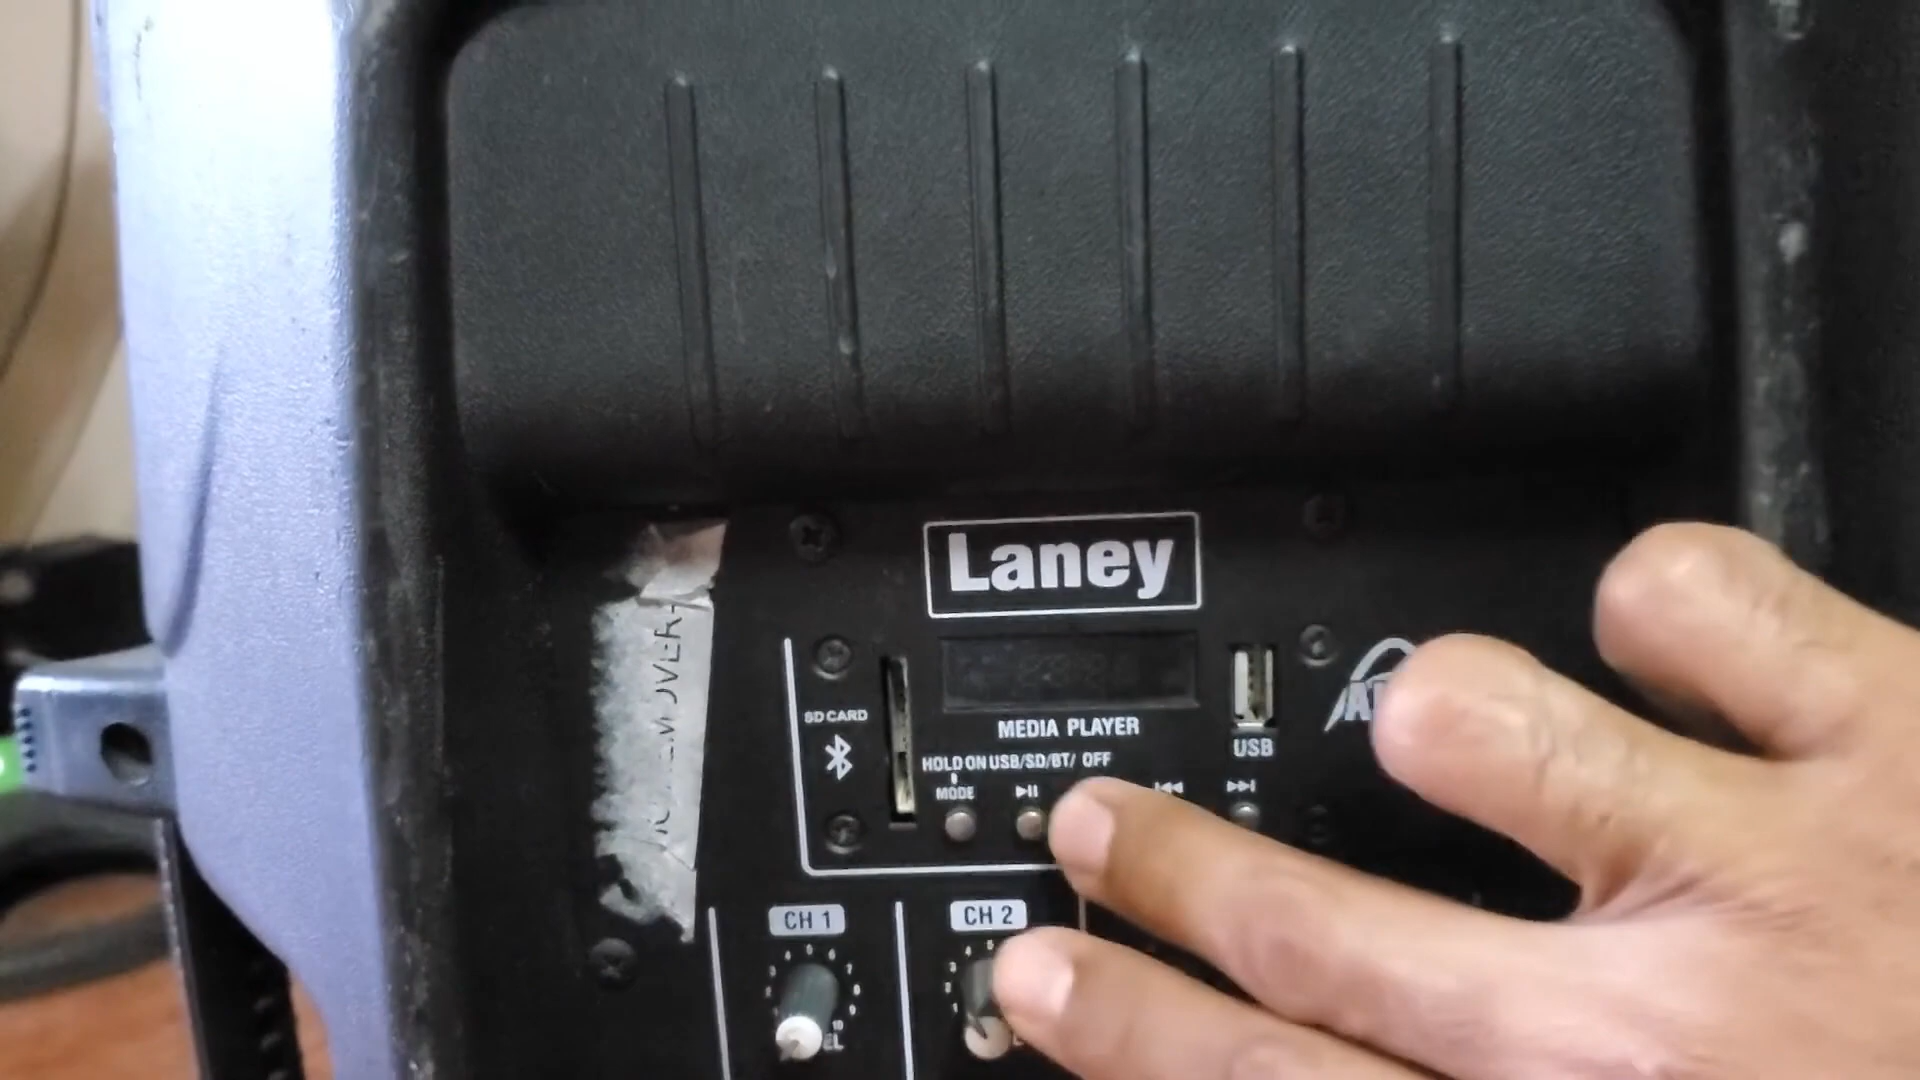 Laney
SD CARD
MEDIA PLAYER
USB
HOLD ON USB/SD/BT/ OFF
MODE
CH 1
CH 2